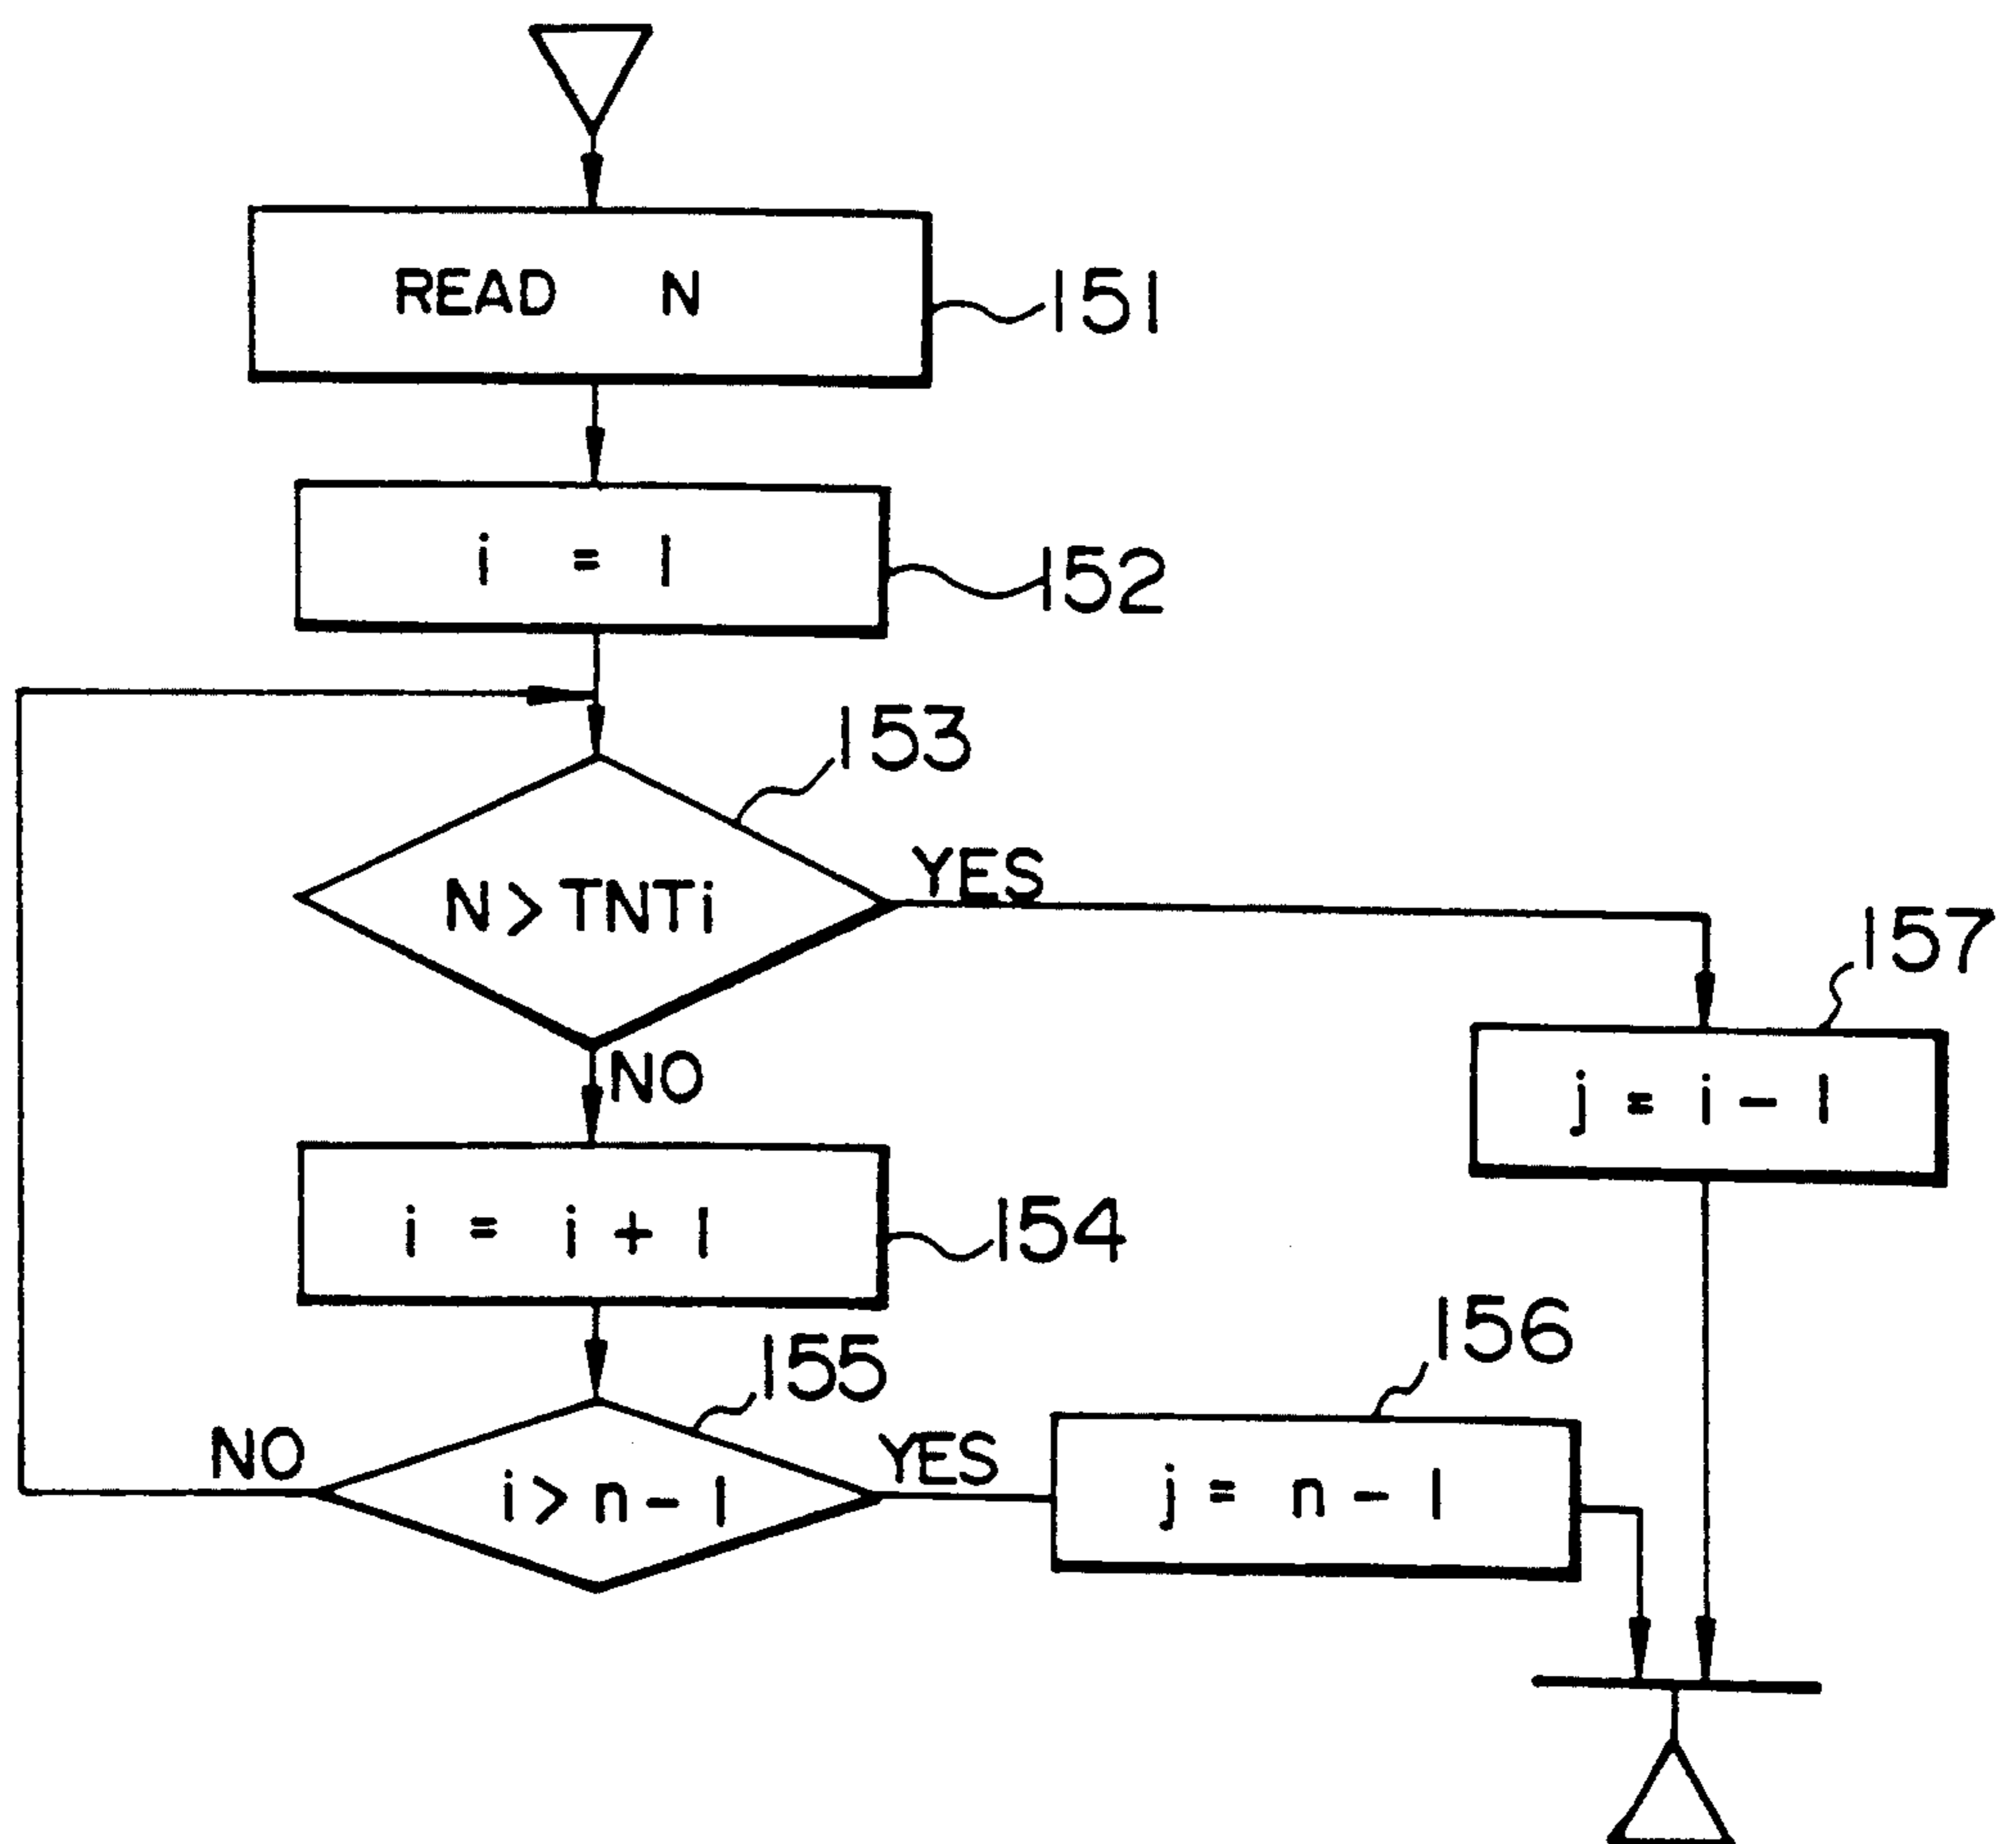 READ N
151
i = 1
152
153
N > TNTi
YES
157
j = i - 1
NO
i = i + 1
154
155
156
NO
i > n - 1
YES
j = n - 1